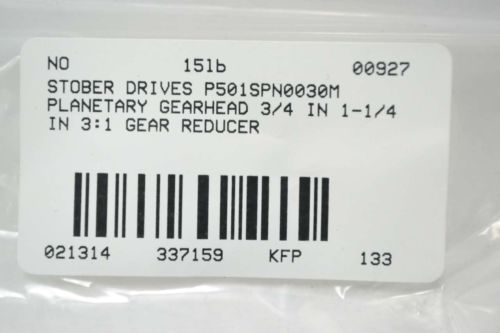 NO 15lb 00927
STOBER DRIVES P501SPN0030M
PLANETARY GEARHEAD 3/4 IN 1-1/4
IN 3:1 GEAR REDUCER
021314 337159 KFP 133